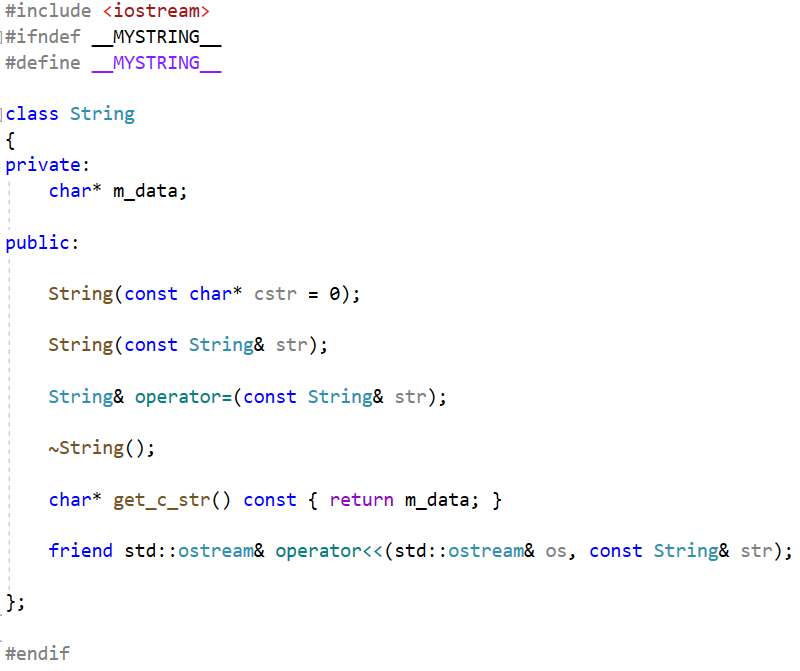 #include <iostream>
#ifndef __MYSTRING__
#define __MYSTRING__
class String
{
private:
    char* m_data;
public:
    String(const char* cstr = 0);
    String(const String& str);
    String& operator=(const String& str);
    ~String();
    char* get_c_str() const { return m_data; }
    friend std::ostream& operator<<(std::ostream& os, const String& str);
};
#endif